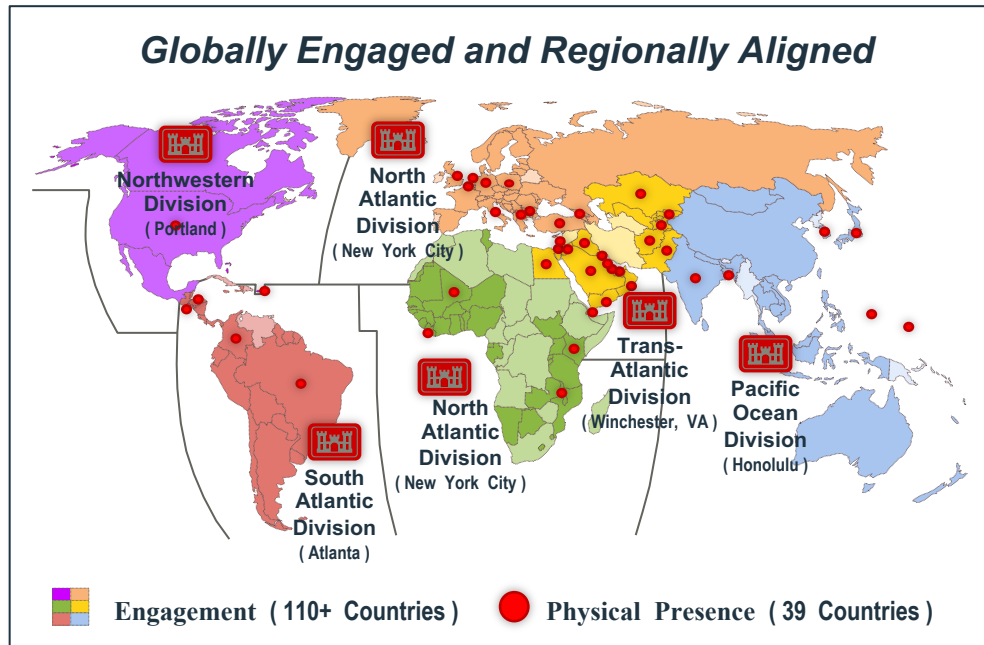 Globally Engaged and Regionally Aligned
Northwestern
Division
( Portland )
North
Atlantic
Division
( New York City )
South
Atlantic
Division
( Atlanta )
North
Atlantic
Division
( New York City )
Trans-
Atlantic
Division
(Winchester, VA )
Pacific
Ocean
Division
( Honolulu )
Engagement ( 110+ Countries )
Physical Presence ( 39 Countries )